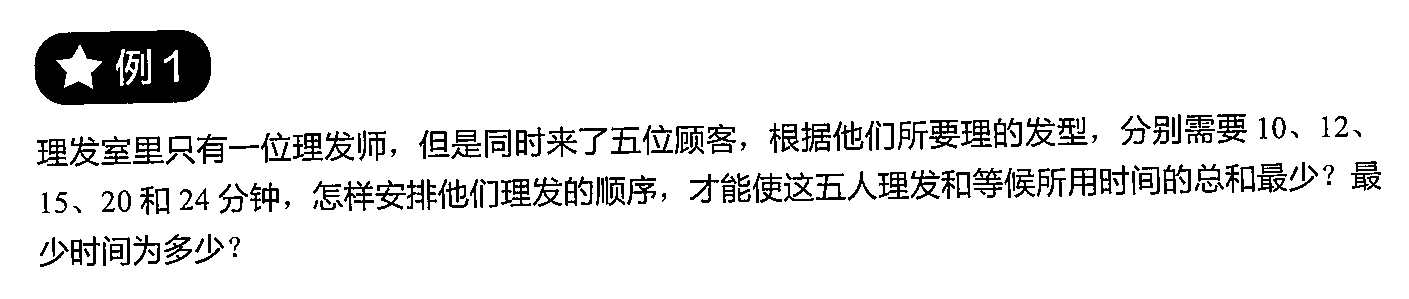 ★ 例 1
理发室里只有一位理发师，但是同时来了五位顾客，根据他们所要理的发型，分别需要 10、12、
15、20 和 24 分钟，怎样安排他们理发的顺序，才能使这五人理发和等候所用时间的总和最少？最
少时间为多少？